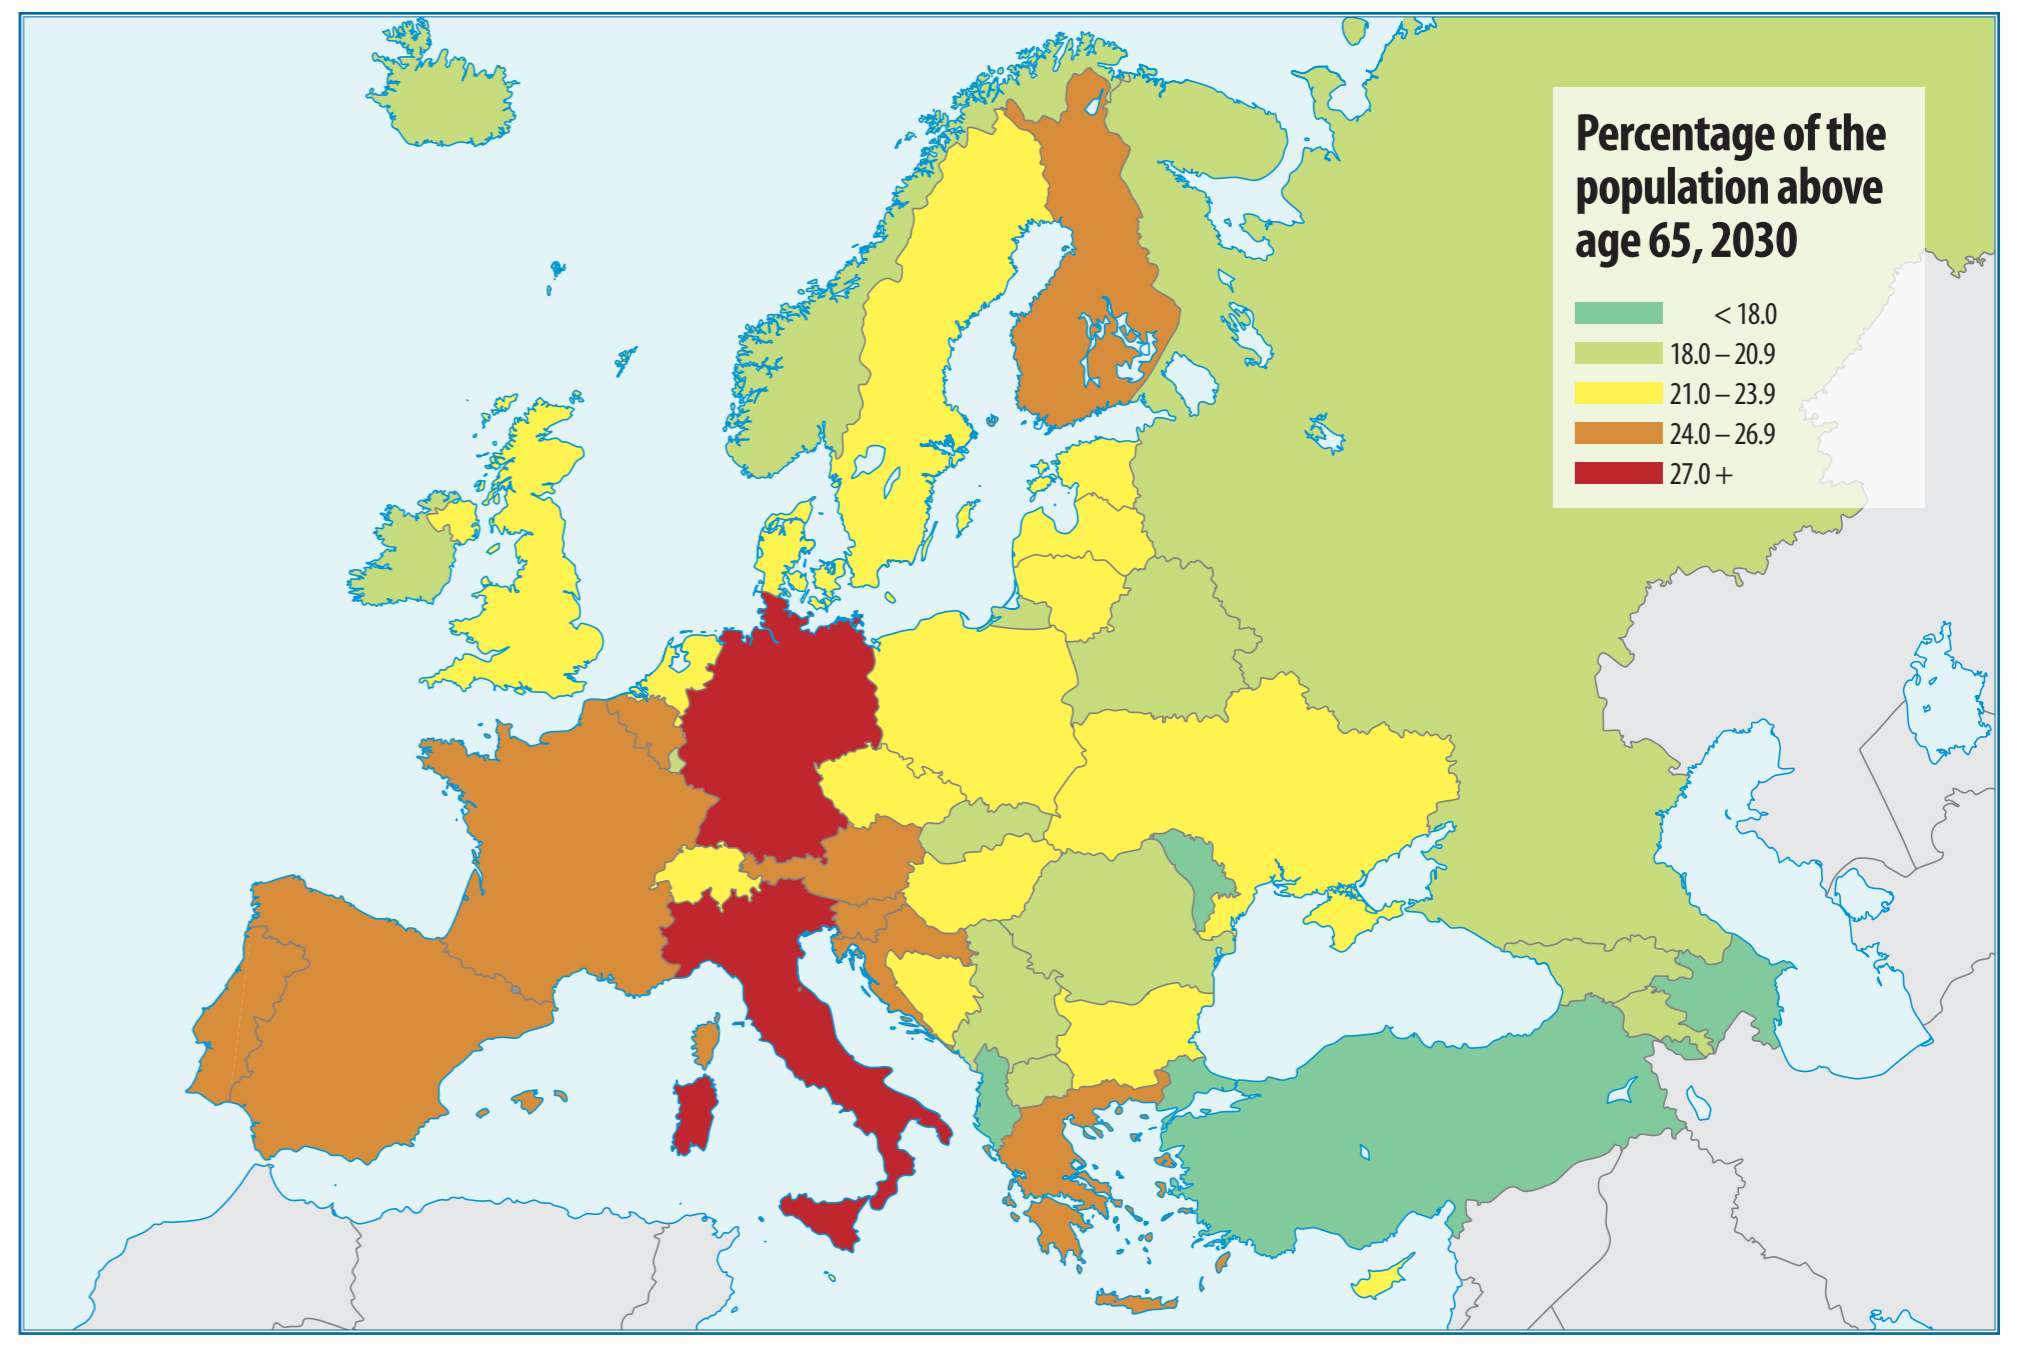 Percentage of the
population above
age 65, 2030
< 18.0
18.0 – 20.9
21.0 – 23.9
24.0 – 26.9
27.0 +